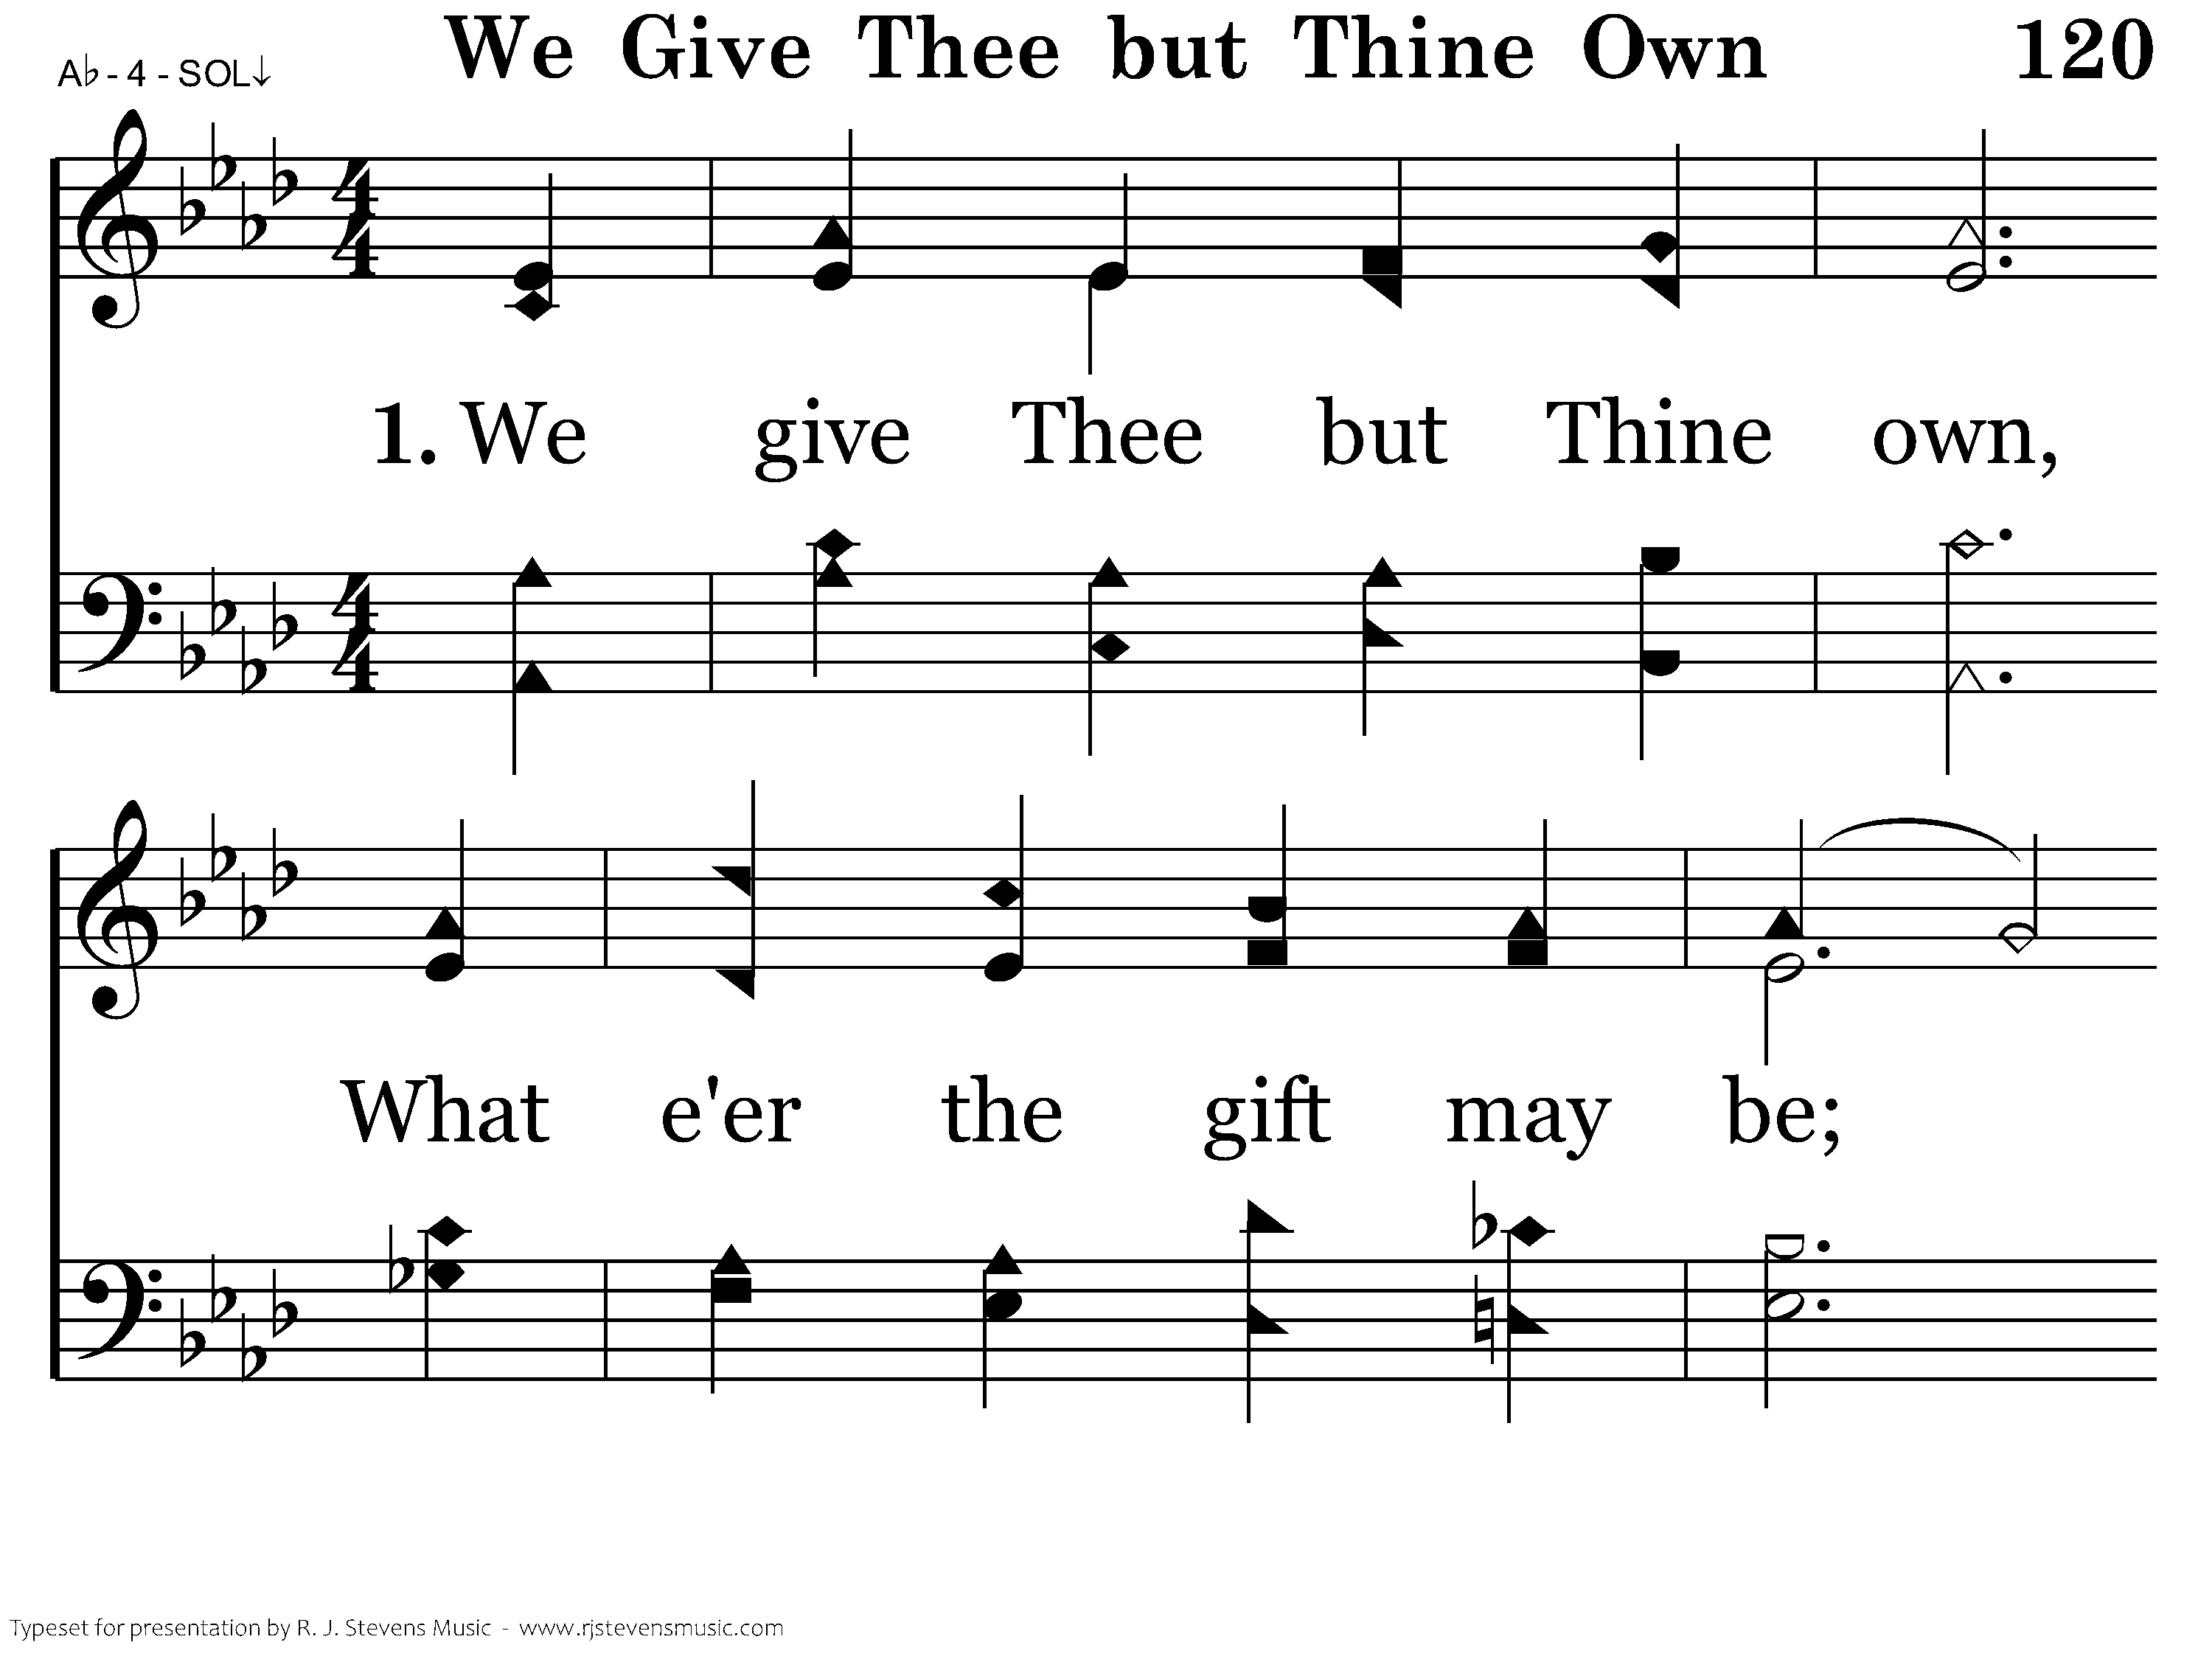 We Give Thee but Thine Own 120
A♭ - 4 - SOL↓
1. We give Thee but Thine own,
What e'er the gift may be;
Typeset for presentation by R. J. Stevens Music - www.rjstevensmusic.com